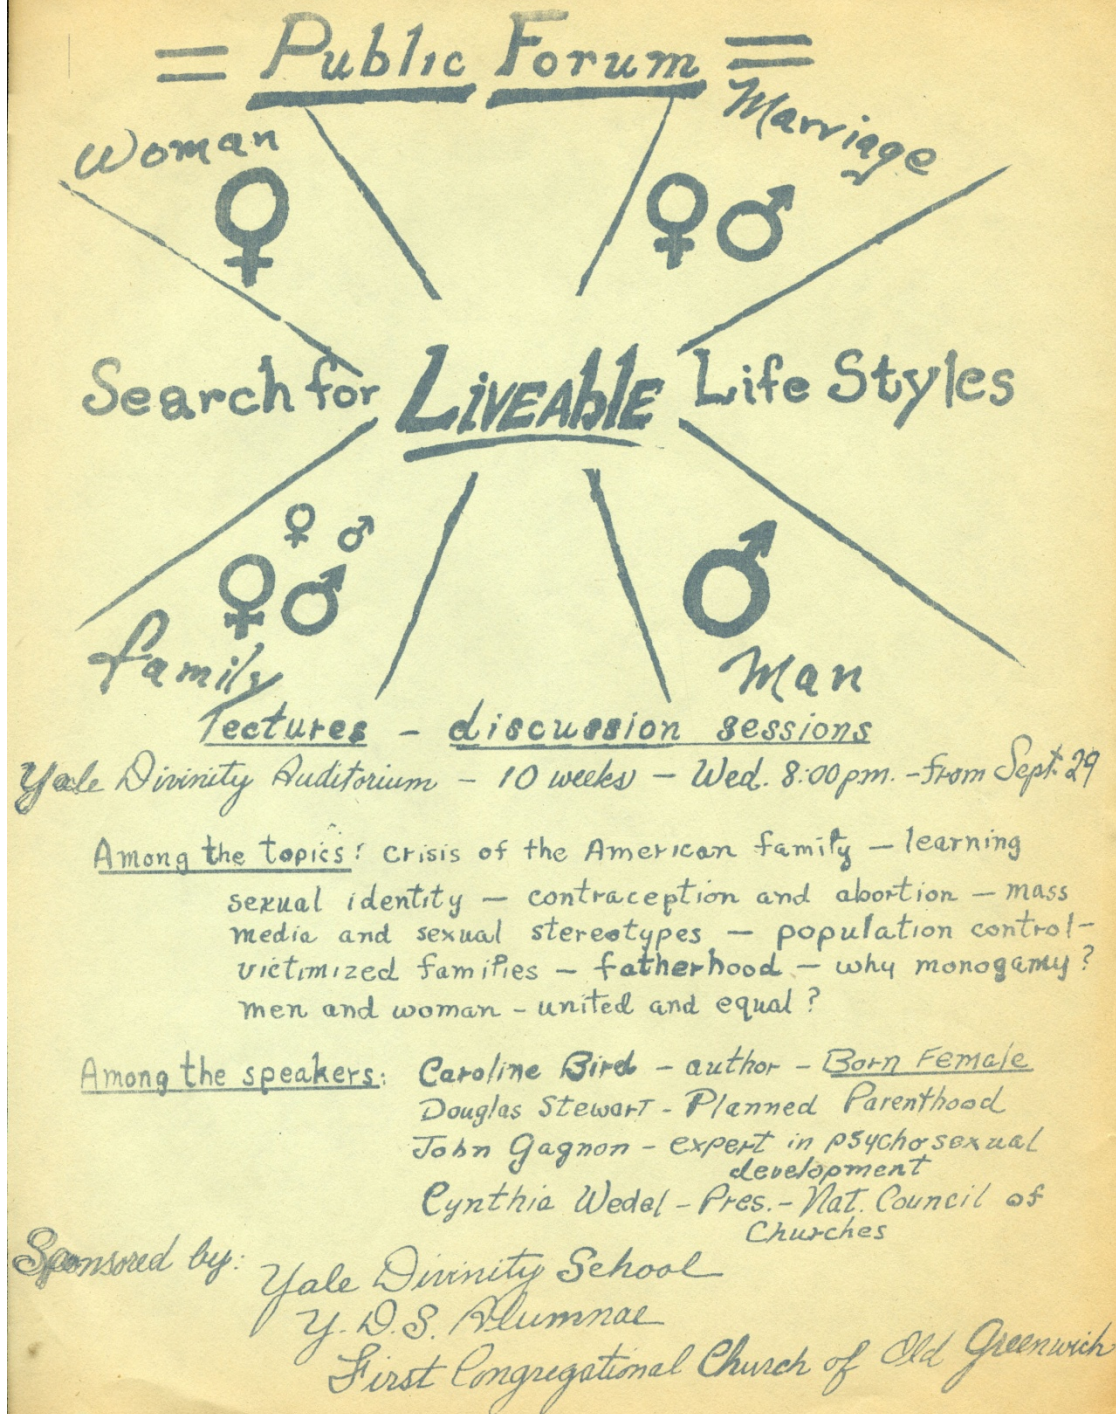 = Public Forum =
Woman
Marriage
Search for LIVEAblE Life Styles
family
Man
lectures – discussion sessions
Yale Divinity Auditorium – 10 weeks – Wed. 8:00 p.m. – from Sept. 29
Among the topics: crisis of the American family – learning
sexual identity – contraception and abortion – mass
media and sexual stereotypes – population control –
victimized families – fatherhood – why monogamy?
men and woman – united and equal?
Among the speakers: Caroline Bird – author – Born Female
Douglas Stewart – Planned Parenthood
John Gagnon – expert in psychosexual
development
Cynthia Wedel – Pres. – Nat. Council of
Churches
Sponsored by:
Yale Divinity School
Y.D.S. Alumnae
First Congregational Church of Old Greenwich